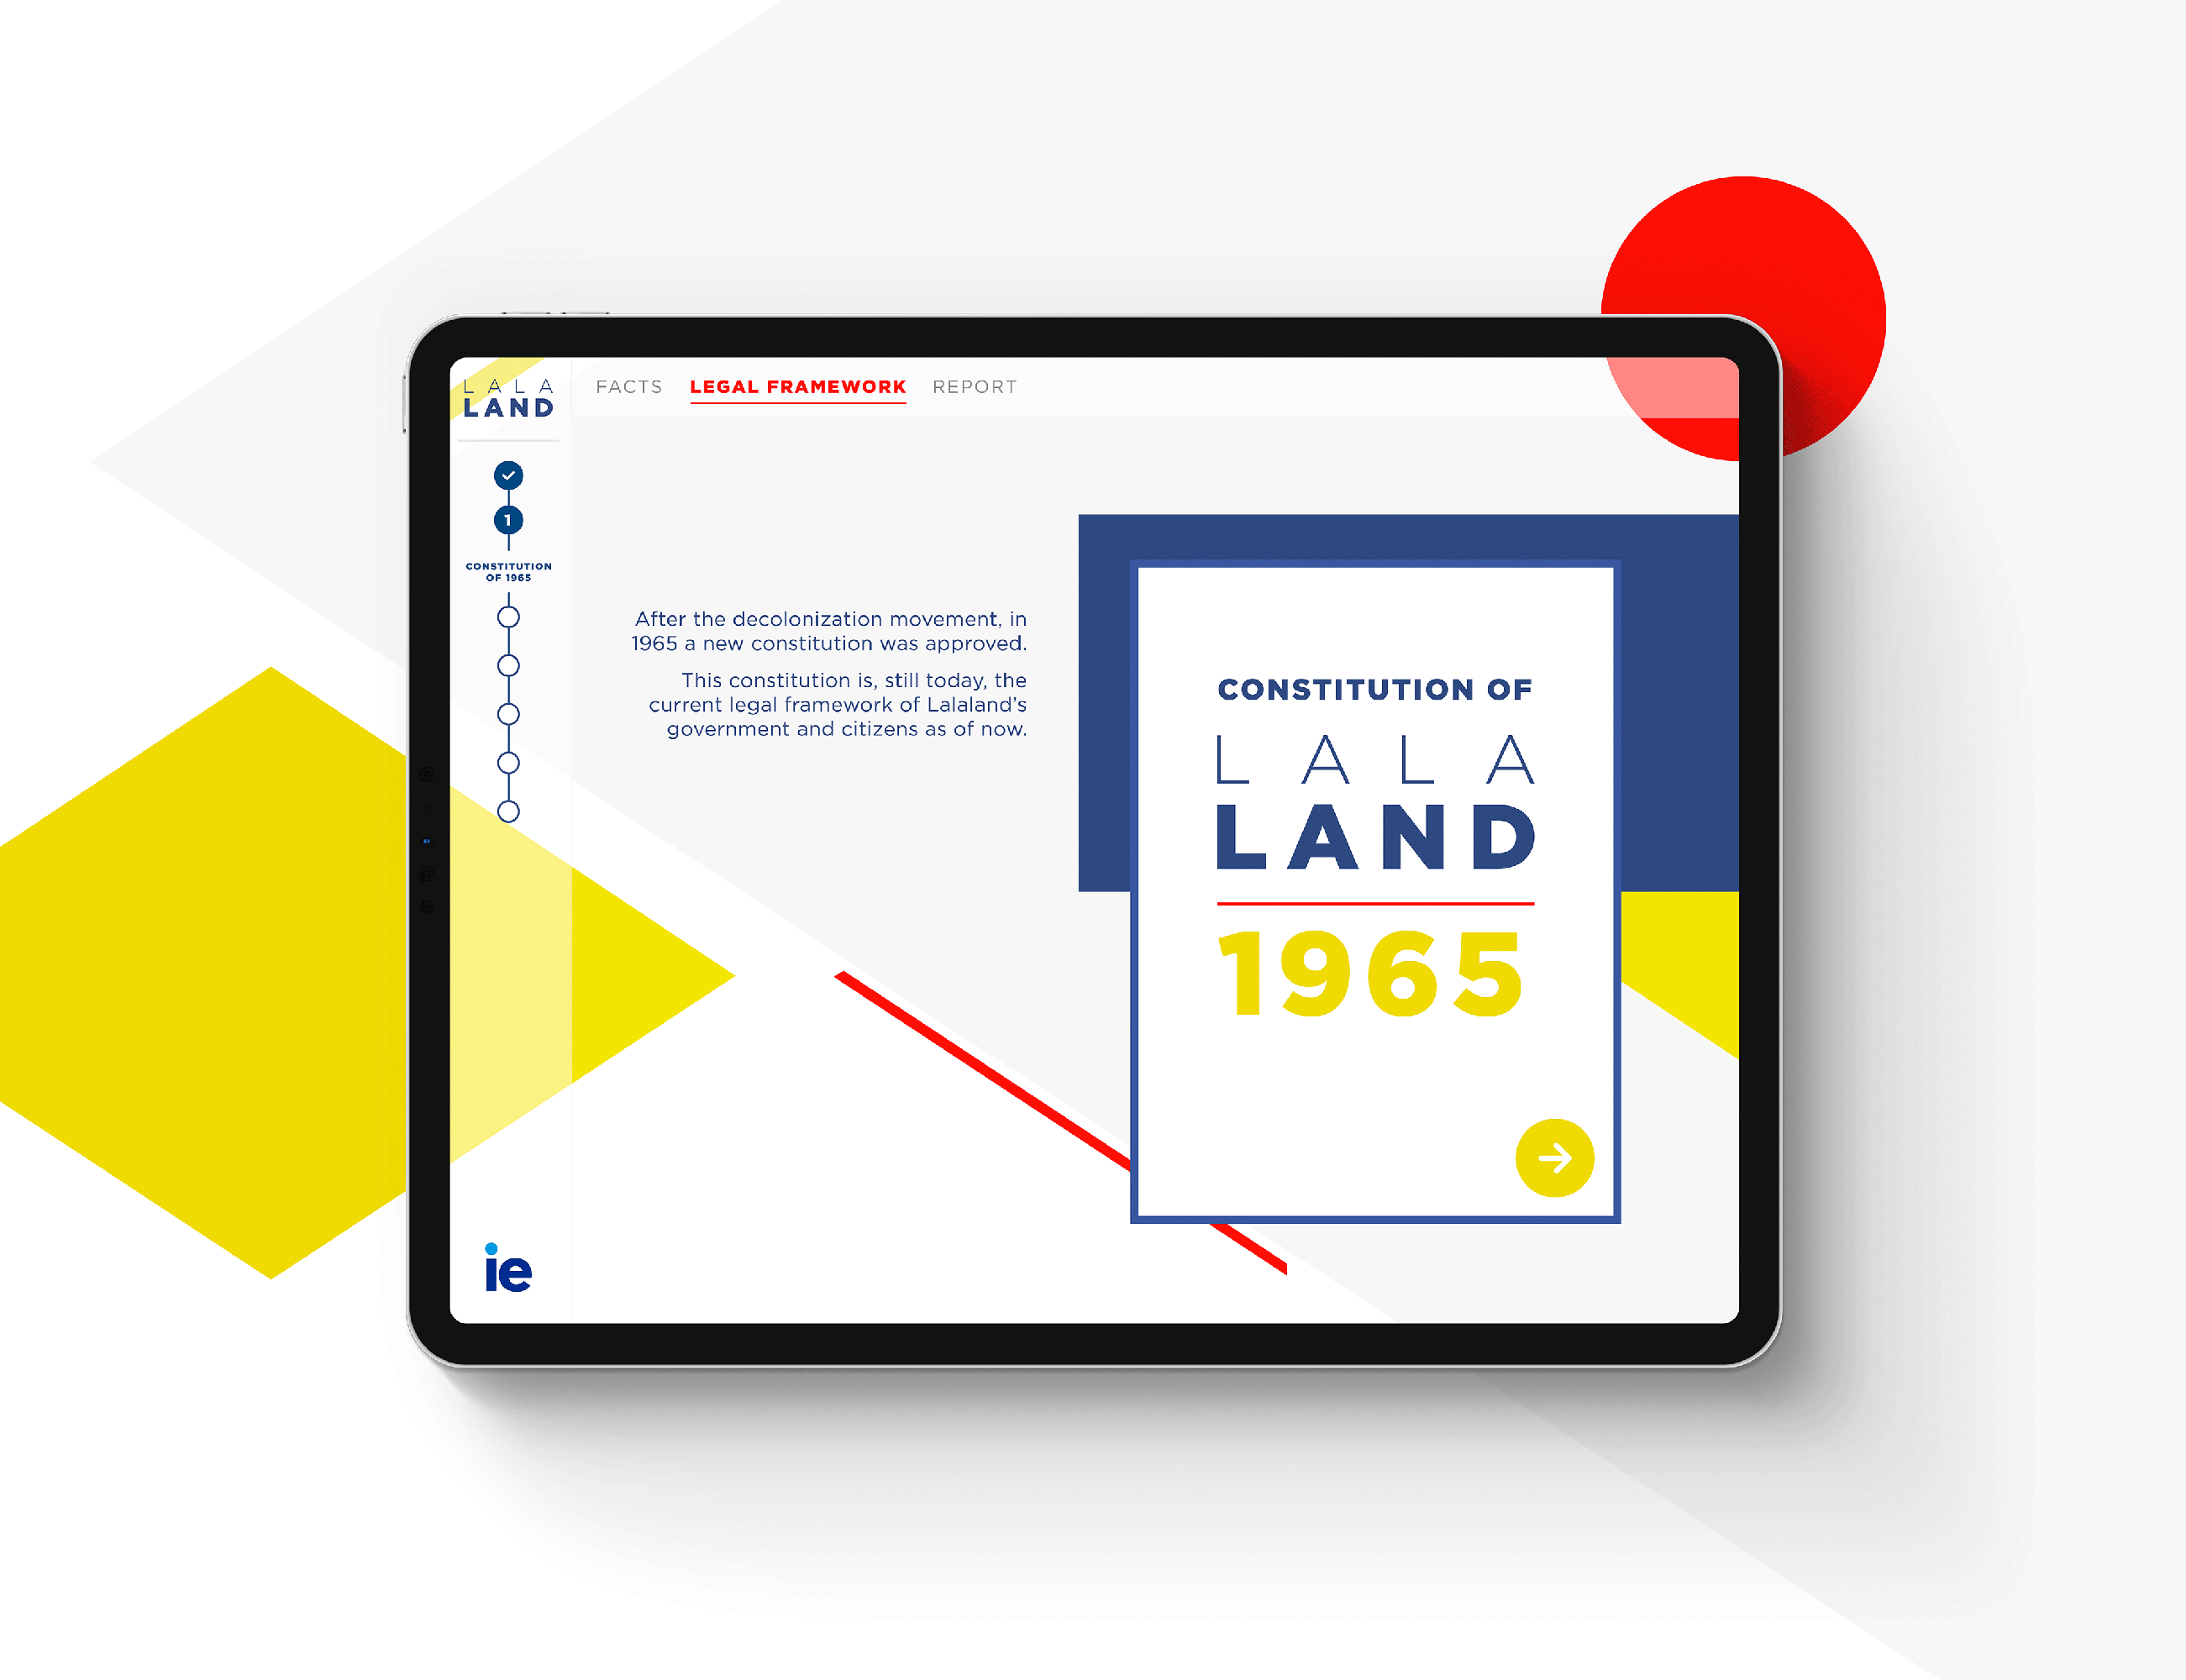 LALA
LAND
FACTS
LEGAL FRAMEWORK
REPORT
1
CONSTITUTION
OF 1965
After the decolonization movement, in
1965 a new constitution was approved.
This constitution is, still today, the
current legal framework of Lalaland’s
government and citizens as of now.
CONSTITUTION OF
LALA
LAND
1965
ie